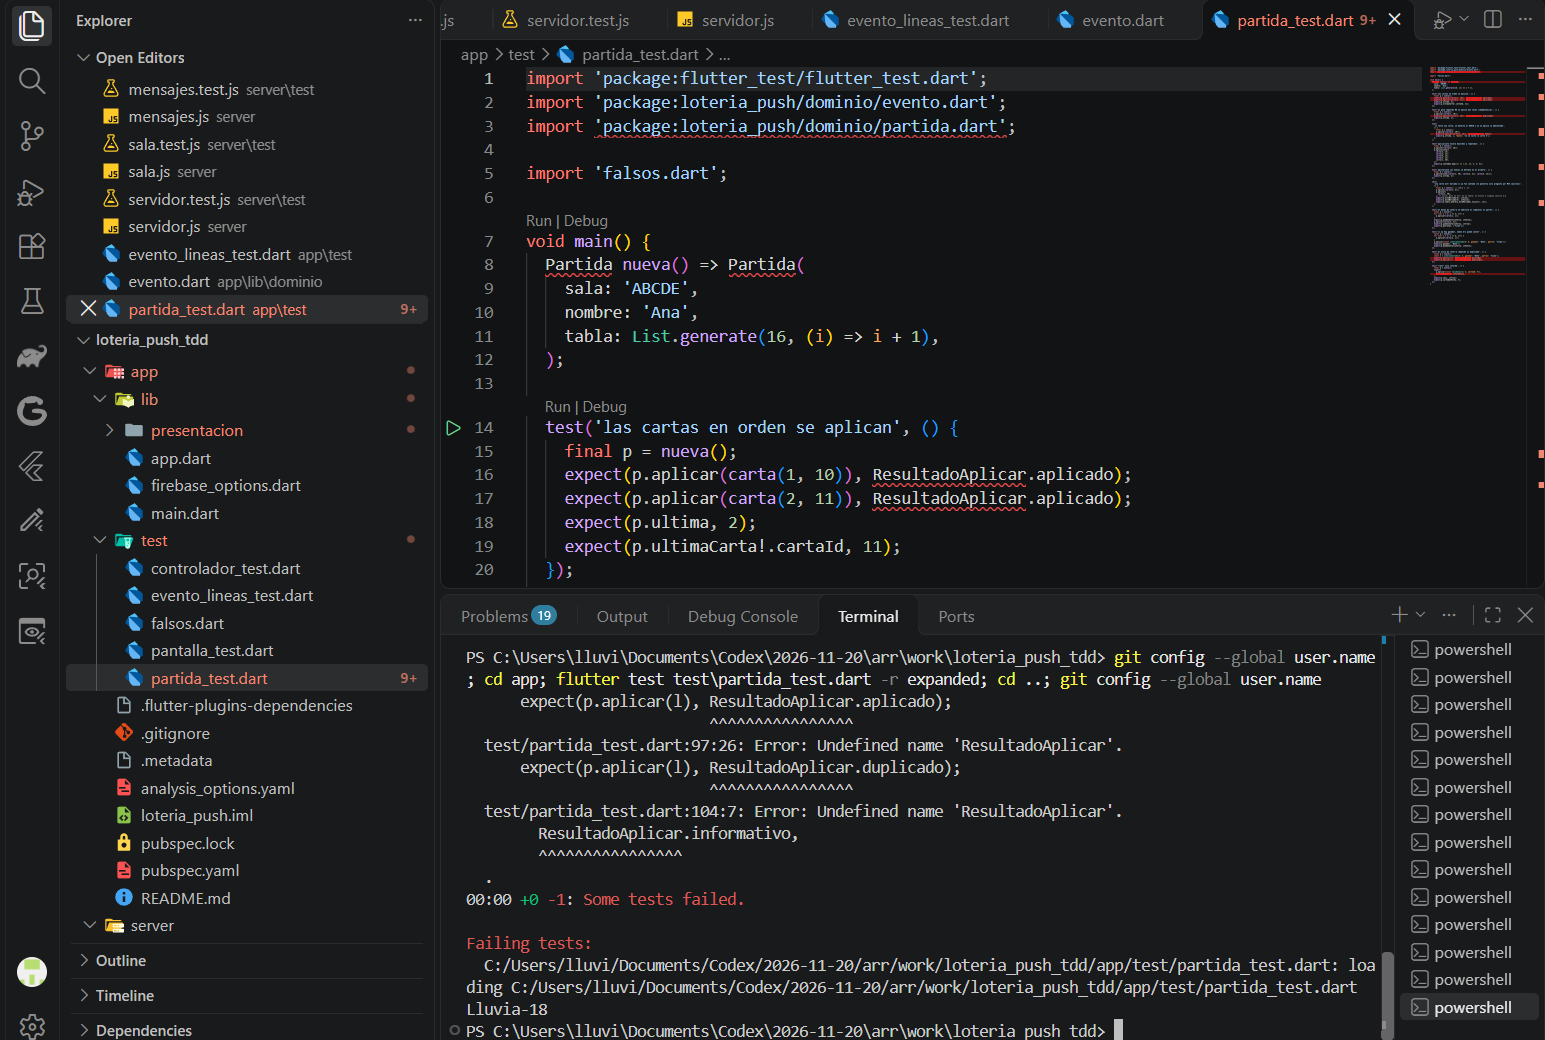 Explorer
Open Editors
mensajes.test.js server\test
mensajes.js server
sala.test.js server\test
sala.js server
servidor.test.js server\test
servidor.js server
evento_lineas_test.dart app\test
evento.dart app\lib\dominio
partida_test.dart app\test 9+
loteria_push_tdd
app
lib
presentacion
app.dart
firebase_options.dart
main.dart
test
controlador_test.dart
evento_lineas_test.dart
falsos.dart
pantalla_test.dart
partida_test.dart 9+
.flutter-plugins-dependencies
.gitignore
.metadata
analysis_options.yaml
loteria_push.iml
pubspec.lock
pubspec.yaml
README.md
server
Outline
Timeline
Dependencies
.js servidor.test.js servidor.js evento_lineas_test.dart evento.dart partida_test.dart 9+
app > test > partida_test.dart > ...
1 import 'package:flutter_test/flutter_test.dart';
2 import 'package:loteria_push/dominio/evento.dart';
3 import 'package:loteria_push/dominio/partida.dart';
4
5 import 'falsos.dart';
6
Run | Debug
7 void main() {
8 Partida nueva() => Partida(
9 sala: 'ABCDE',
10 nombre: 'Ana',
11 tabla: List.generate(16, (i) => i + 1),
12 );
13
Run | Debug
14 test('las cartas en orden se aplican', () {
15 final p = nueva();
16 expect(p.aplicar(carta(1, 10)), ResultadoAplicar.aplicado);
17 expect(p.aplicar(carta(2, 11)), ResultadoAplicar.aplicado);
18 expect(p.ultima, 2);
19 expect(p.ultimaCarta!.cartaId, 11);
20 });
Problems 19 Output Debug Console Terminal Ports
PS C:\Users\lluvi\Documents\Codex\2026-11-20\arr\work\loteria_push_tdd> git config --global user.name
; cd app; flutter test test\partida_test.dart -r expanded; cd ..; git config --global user.name
expect(p.aplicar(l), ResultadoAplicar.aplicado);
^^^^^^^^^^^^^^^^
test/partida_test.dart:97:26: Error: Undefined name 'ResultadoAplicar'.
expect(p.aplicar(l), ResultadoAplicar.duplicado);
^^^^^^^^^^^^^^^^
test/partida_test.dart:104:7: Error: Undefined name 'ResultadoAplicar'.
ResultadoAplicar.informativo,
^^^^^^^^^^^^^^^^
.
00:00 +0 -1: Some tests failed.
Failing tests:
C:/Users/lluvi/Documents/Codex/2026-11-20/arr/work/loteria_push_tdd/app/test/partida_test.dart: loa
ding C:/Users/lluvi/Documents/Codex/2026-11-20/arr/work/loteria_push_tdd/app/test/partida_test.dart
Lluvia-18
PS C:\Users\lluvi\Documents\Codex\2026-11-20\arr\work\loteria_push_tdd>
powershell
powershell
powershell
powershell
powershell
powershell
powershell
powershell
powershell
powershell
powershell
powershell
powershell
powershell